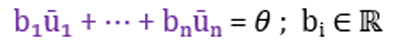 b₁ū₁ + ⋯ + bₙūₙ = θ ; bᵢ ∈ ℝ